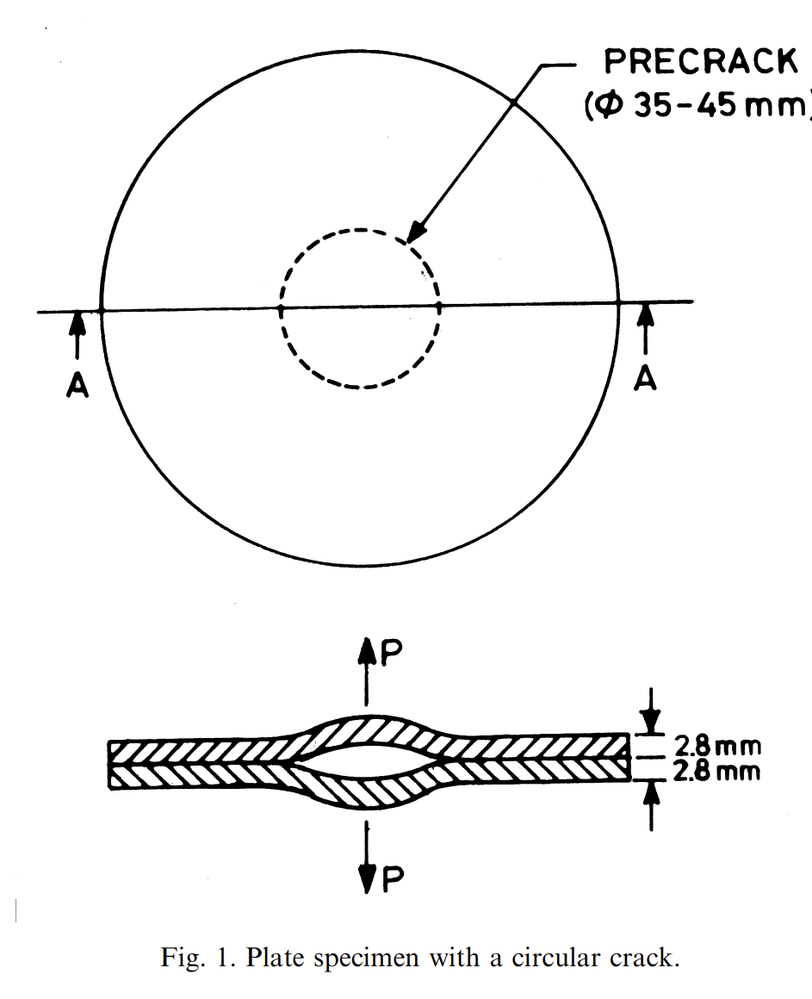 PRECRACK
(Φ 35-45 mm)
A
A
P
2.8 mm
2.8 mm
P
Fig. 1. Plate specimen with a circular crack.